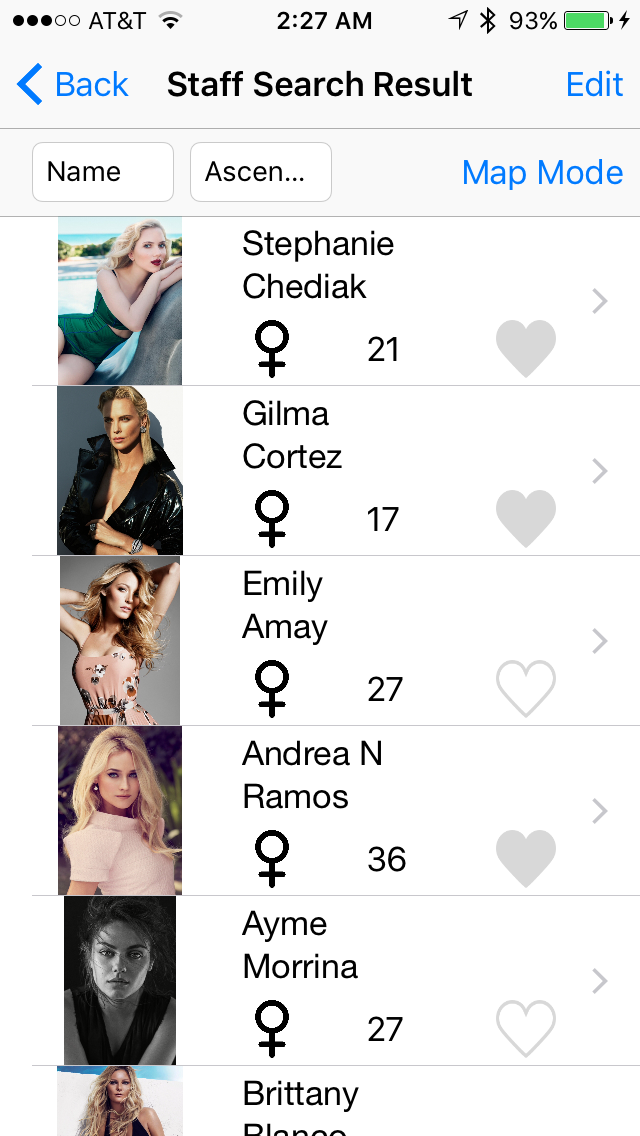 AT&T 2:27 AM 93%
Back Staff Search Result Edit
Name Ascen... Map Mode
Stephanie
Chediak
21
Gilma
Cortez
17
Emily
Amay
27
Andrea N
Ramos
36
Ayme
Morrina
27
Brittany
Blanco